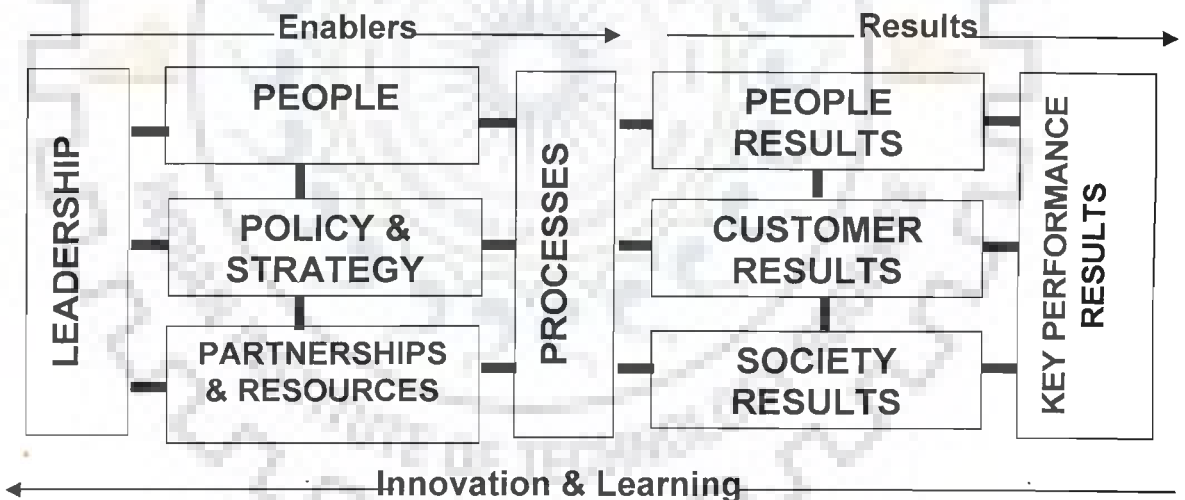 Enablers
Results
LEADERSHIP
PEOPLE
POLICY &
STRATEGY
PARTNERSHIPS
& RESOURCES
PROCESSES
PEOPLE
RESULTS
CUSTOMER
RESULTS
SOCIETY
RESULTS
KEY PERFORMANCE
RESULTS
Innovation & Learning